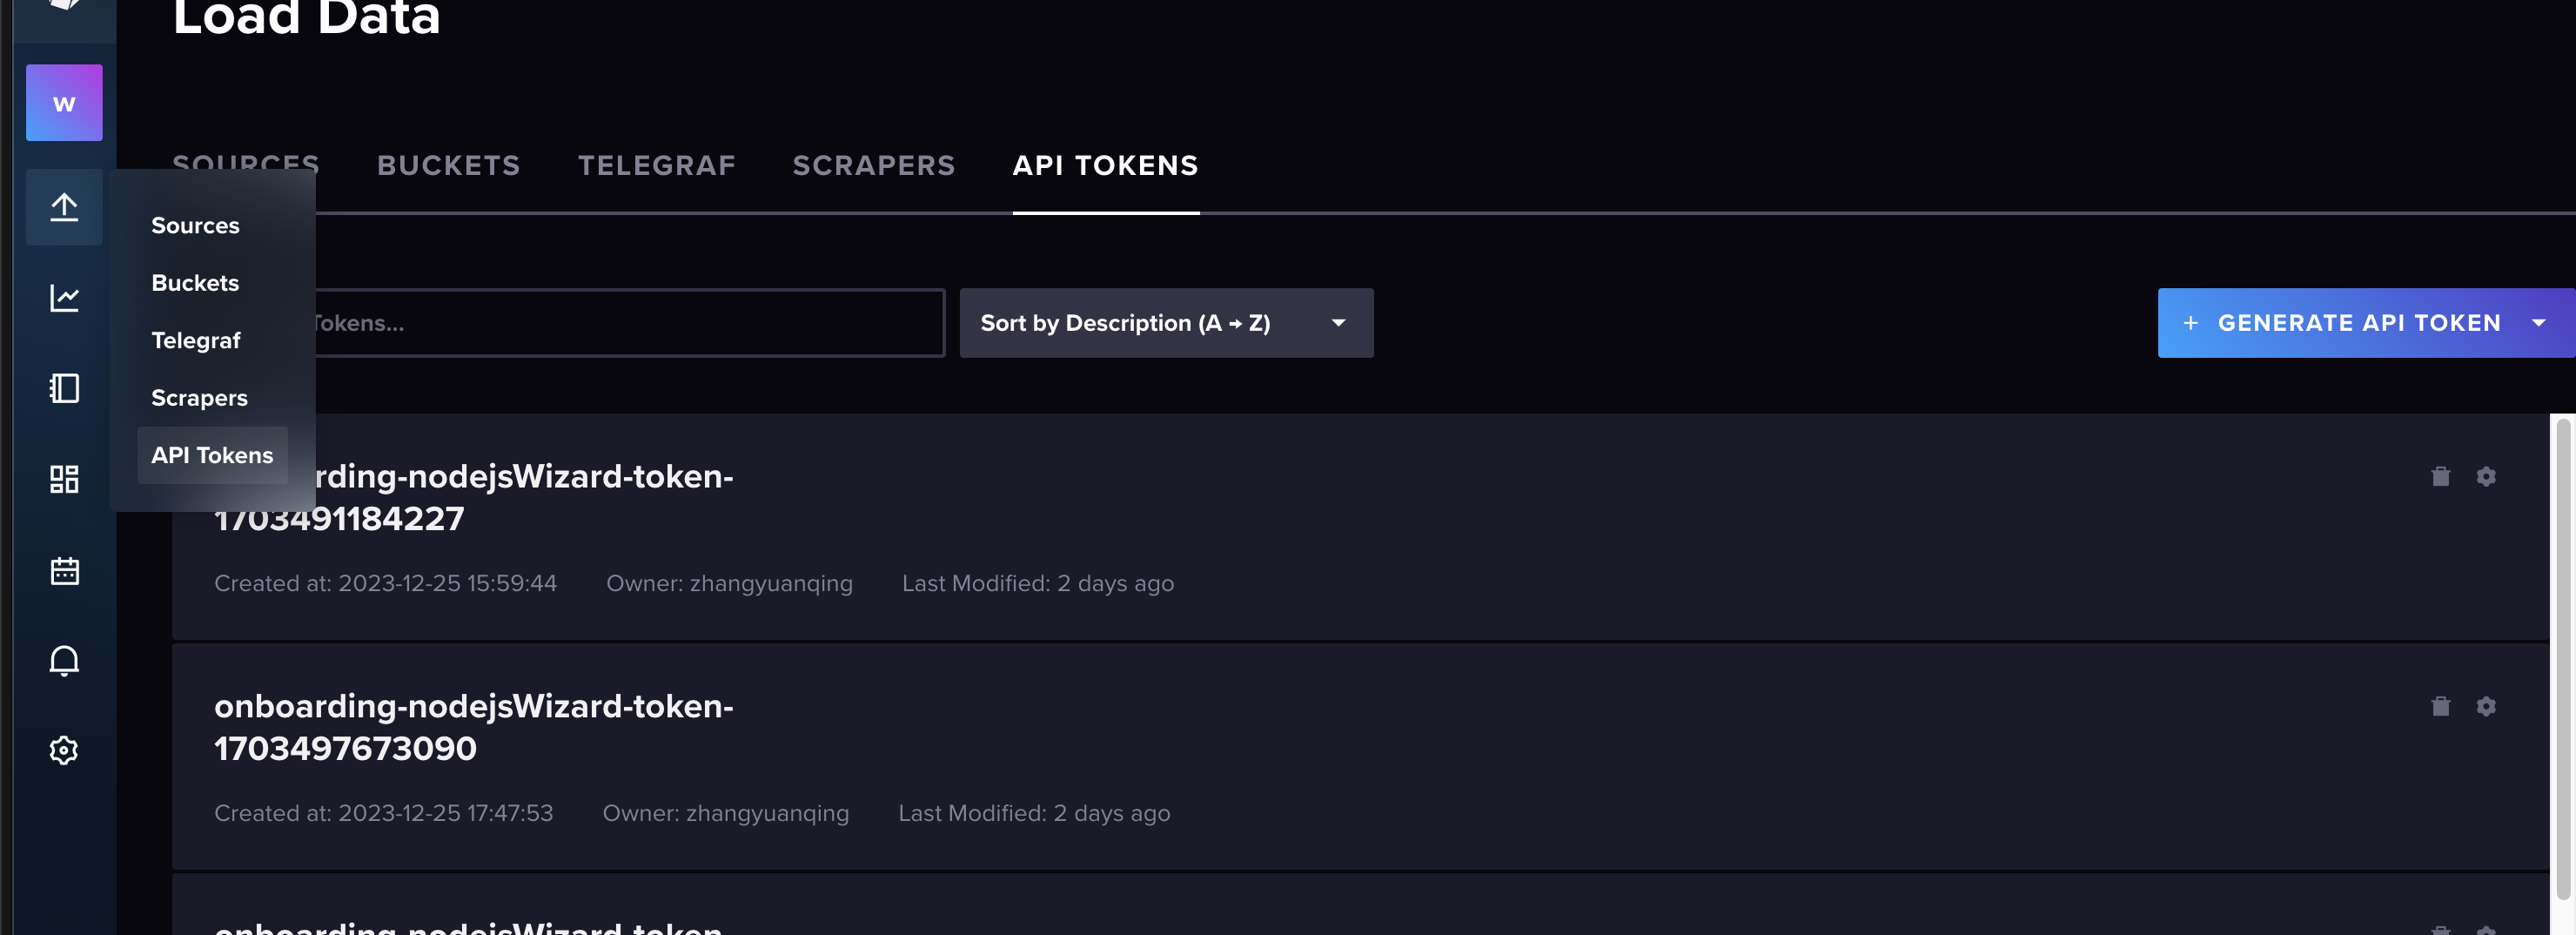 Load Data
W
SOURCES BUCKETS TELEGRAF SCRAPERS API TOKENS
Sources
Buckets
Telegraf
Scrapers
API Tokens
Tokens...
Sort by Description (A → Z)
+ GENERATE API TOKEN
rding-nodejsWizard-token-
1703491184227
Created at: 2023-12-25 15:59:44 Owner: zhangyuanqing Last Modified: 2 days ago
onboarding-nodejsWizard-token-
1703497673090
Created at: 2023-12-25 17:47:53 Owner: zhangyuanqing Last Modified: 2 days ago
onboarding-nodejsWizard-token-